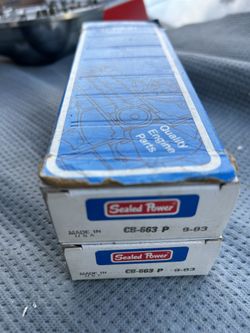 Quality
Engine
Parts
Sealed Power
MADE IN
U S A
CB-663 P 9-83
Sealed Power
MADE IN
U S A
CB-663 P 9-83